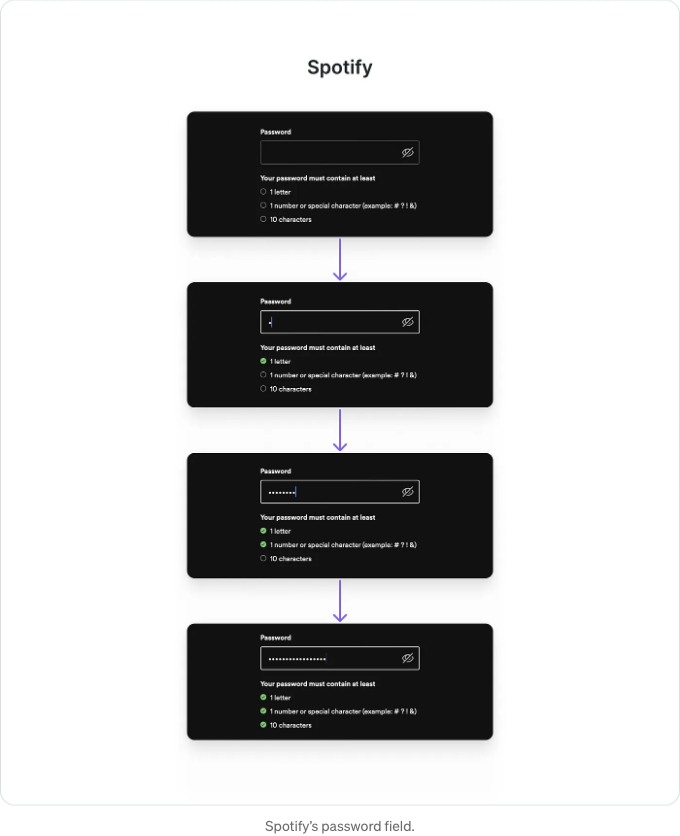 Spotify
Password
Your password must contain at least
1 letter
1 number or special character (example: # ? ! &)
10 characters
Password
•
Your password must contain at least
1 letter
1 number or special character (example: # ? ! &)
10 characters
Password
••••••••
Your password must contain at least
1 letter
1 number or special character (example: # ? ! &)
10 characters
Password
•••••••••••••••••
Your password must contain at least
1 letter
1 number or special character (example: # ? ! &)
10 characters
Spotify’s password field.